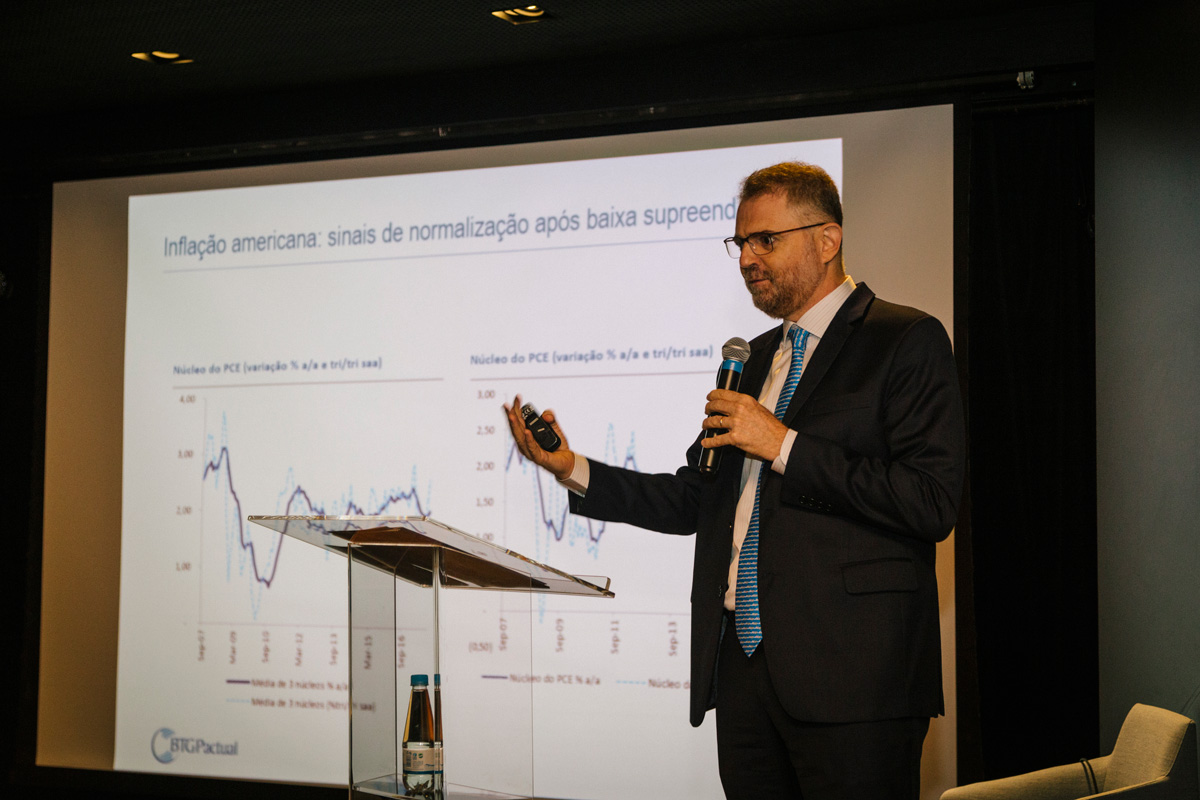 Inflação americana: sinais de normalização após baixa supreend
Núcleo do PCE (variação % a/a e tri/tri saa)
4,00
3,00
2,00
1,00
-
Sep-07
Mar-09
Sep-10
Mar-12
Sep-13
Mar-15
Sep-16
Média de 3 núcleos % a/a
Média de 3 núcleos saa)
Núcleo do PCE (variação % a/a e tri/tri saa)
3,00
2,50
2,00
1,50
1,00
-
(0,50)
Sep-07
Sep-09
Sep-11
Sep-13
Núcleo do PCE % a/a
Núcleo d
BTGPactual